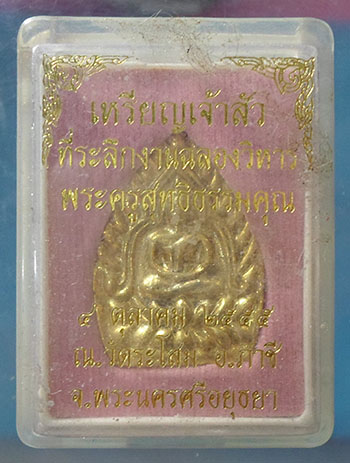 เหรียญเจ้าสัว
ที่ระลึกงานฉลองวิหาร
พระครูสุทธิธรรมคุณ
๔ ตุลาคม ๒๕๕๕
ณ.วัดระโสม อ.ภาชี
จ.พระนครศรีอยุธยา